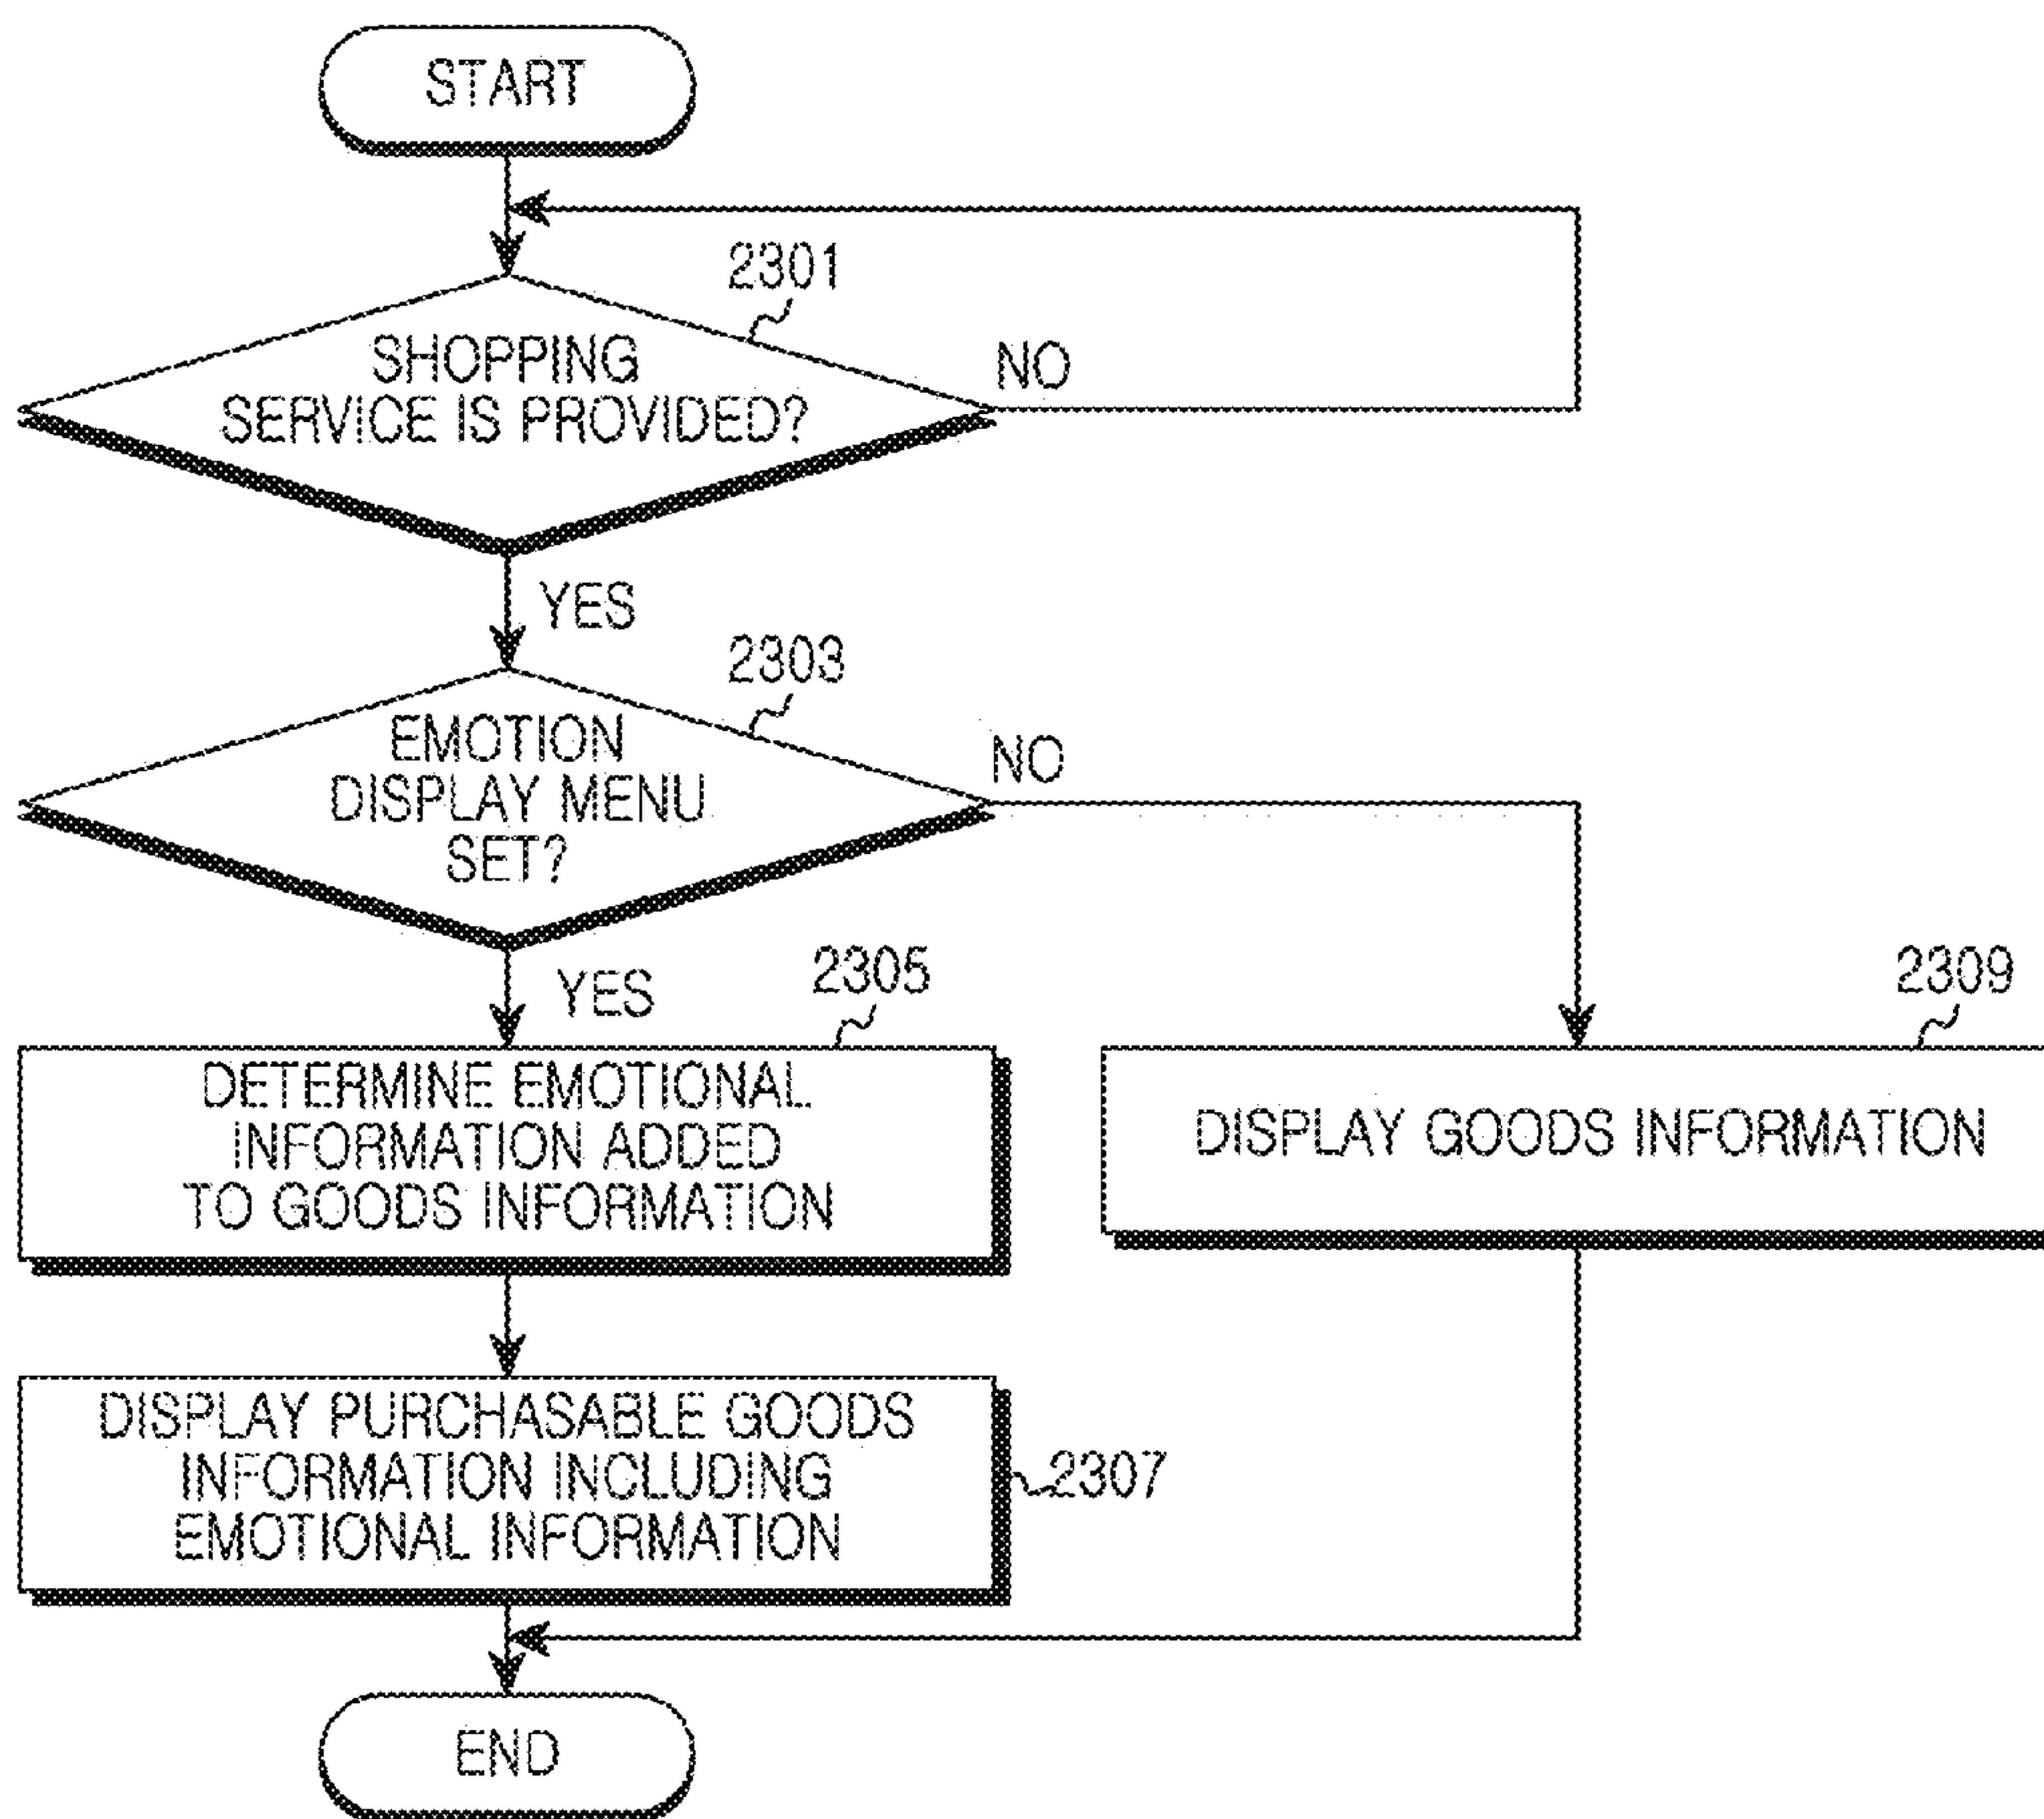 START
2301
SHOPPING
SERVICE IS PROVIDED?
NO
YES
2303
EMOTION
DISPLAY MENU
SET?
NO
YES
2305
2309
DETERMINE EMOTIONAL
INFORMATION ADDED
TO GOODS INFORMATION
DISPLAY GOODS INFORMATION
DISPLAY PURCHASABLE GOODS
INFORMATION INCLUDING
EMOTIONAL INFORMATION
2307
END